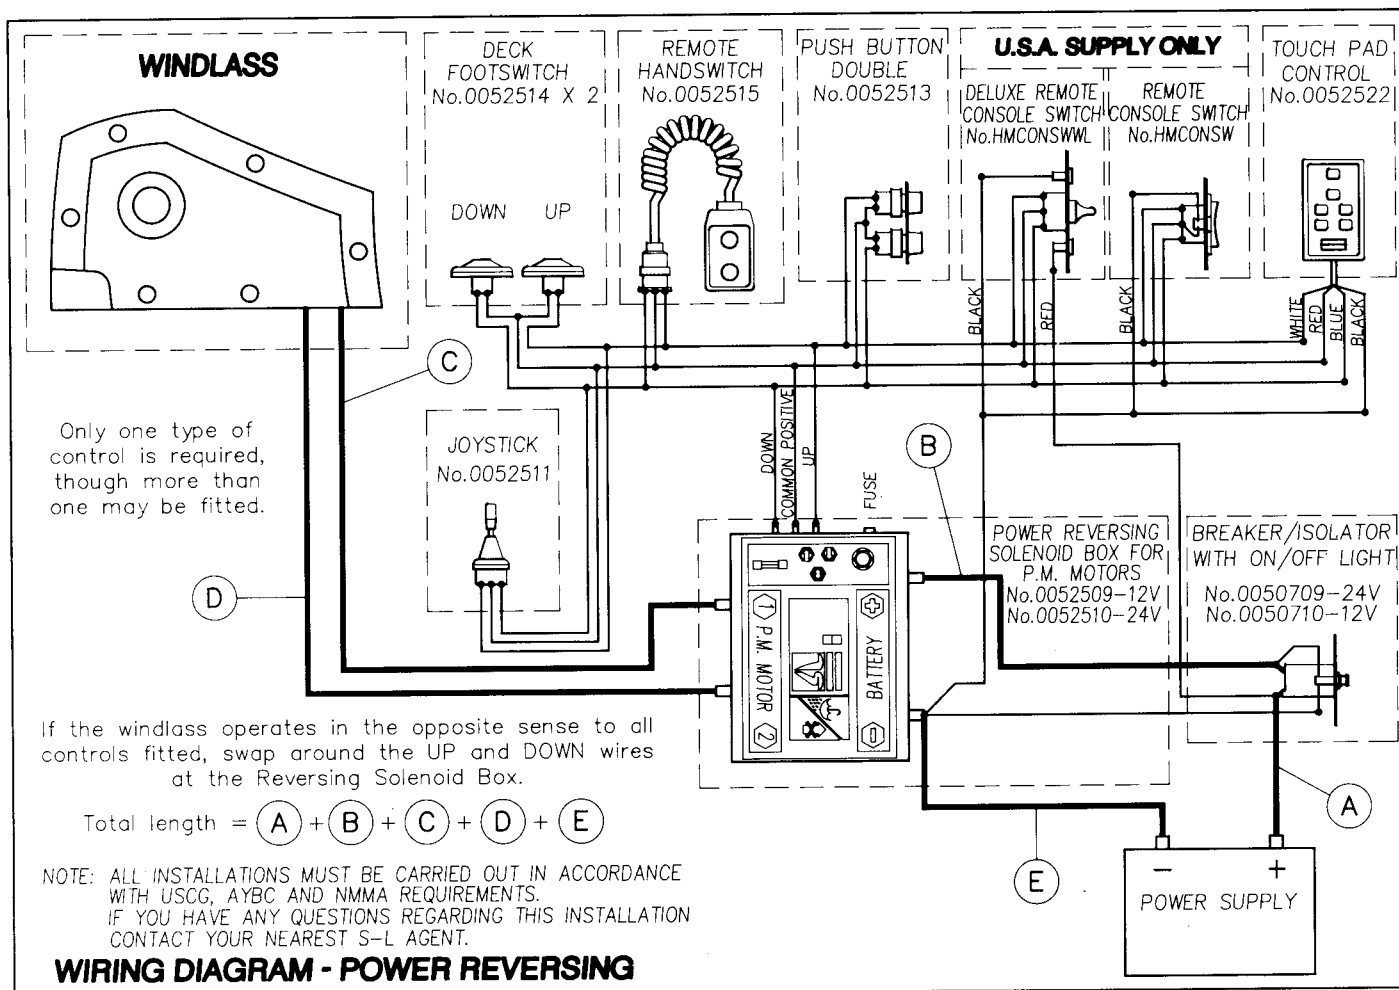 WINDLASS
DECK
FOOTSWITCH
No.0052514 X 2
DOWN UP
REMOTE
HANDSWITCH
No.0052515
PUSH BUTTON
DOUBLE
No.0052513
U.S.A. SUPPLY ONLY
DELUXE REMOTE
CONSOLE SWITCH
No.HMCONSWWL
REMOTE
CONSOLE SWITCH
No.HMCONSW
TOUCH PAD
CONTROL
No.0052522
BLACK
RED
BLACK
WHITE
RED
BLUE
BLACK
C
Only one type of
control is required,
though more than
one may be fitted.
JOYSTICK
No.0052511
DOWN
COMMON POSITIVE
UP
FUSE
B
D
POWER REVERSING
SOLENOID BOX FOR
P.M. MOTORS
No.0052509-12V
No.0052510-24V
BREAKER/ISOLATOR
WITH ON/OFF LIGHT
No.0050709-24V
No.0050710-12V
1 P.M. MOTOR 2
+ BATTERY -
If the windlass operates in the opposite sense to all
controls fitted, swap around the UP and DOWN wires
at the Reversing Solenoid Box.
Total length = A + B + C + D + E
A
E
- +
POWER SUPPLY
NOTE: ALL INSTALLATIONS MUST BE CARRIED OUT IN ACCORDANCE
WITH USCG, AYBC AND NMMA REQUIREMENTS.
IF YOU HAVE ANY QUESTIONS REGARDING THIS INSTALLATION
CONTACT YOUR NEAREST S-L AGENT.
WIRING DIAGRAM - POWER REVERSING